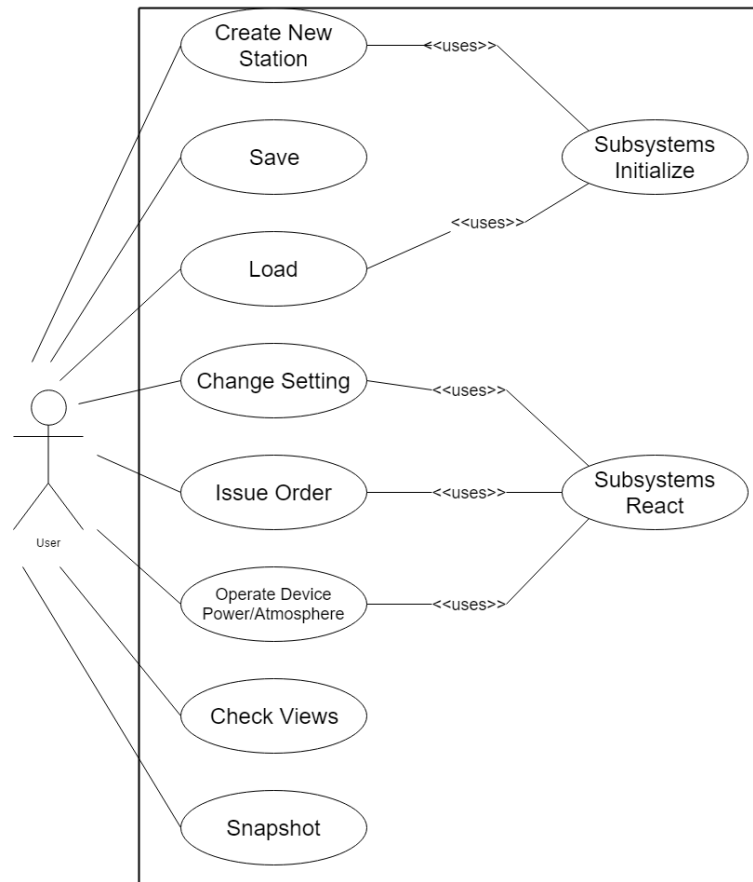 Create New
Station
<<uses>>
Save
Subsystems
Initialize
<<uses>>
Load
Change Setting
<<uses>>
Issue Order
<<uses>>
Subsystems
React
User
Operate Device
Power/Atmosphere
<<uses>>
Check Views
Snapshot